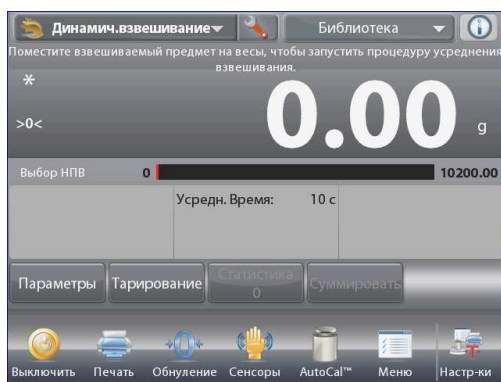 Динамич.взвешивание Библиотека
Поместите взвешиваемый предмет на весы, чтобы запустить процедуру усреднения
взвешивания.
*
>0< 0.00 g
Выбор НПВ 0 10200.00
Усредн. Время: 10 с
Параметры Тарирование Статистика Суммировать
0
→0← Выключить Печать Обнуление Сенсоры AutoCal™ Меню Настр-ки